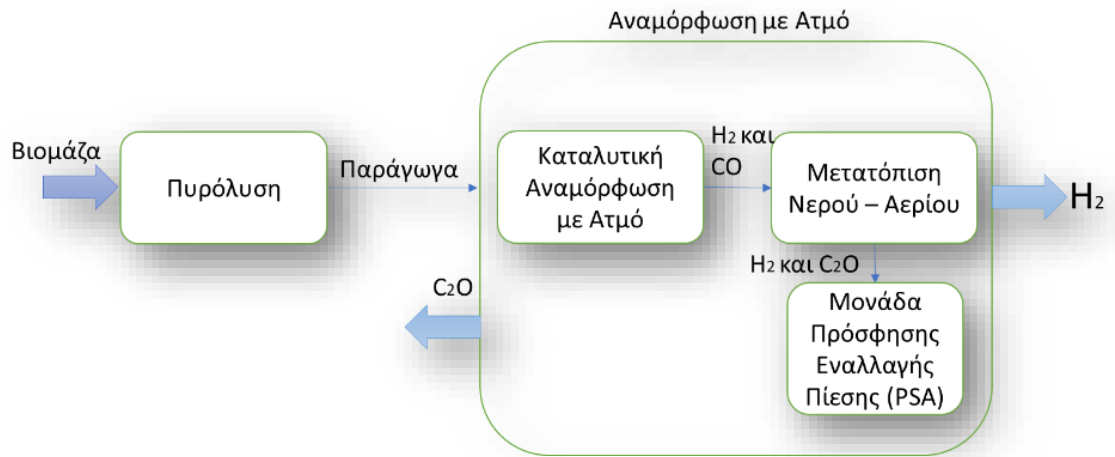 Αναμόρφωση με Ατμό
Βιομάζα
Πυρόλυση
Παράγωγα
Καταλυτική
Αναμόρφωση
με Ατμό
H2 και
CO
Μετατόπιση
Νερού – Αερίου
H2
H2 και C2O
C2O
Μονάδα
Πρόσφησης
Εναλλαγής
Πίεσης (PSA)